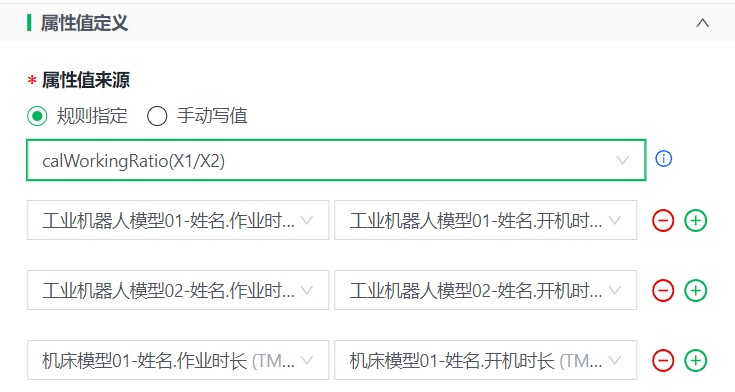 属性值定义
* 属性值来源
规则指定 手动写值
calWorkingRatio(X1/X2)
工业机器人模型01-姓名.作业时... 工业机器人模型01-姓名.开机时...
工业机器人模型02-姓名.作业时... 工业机器人模型02-姓名.开机时...
机床模型01-姓名.作业时长 (TM... 机床模型01-姓名.开机时长 (TM...